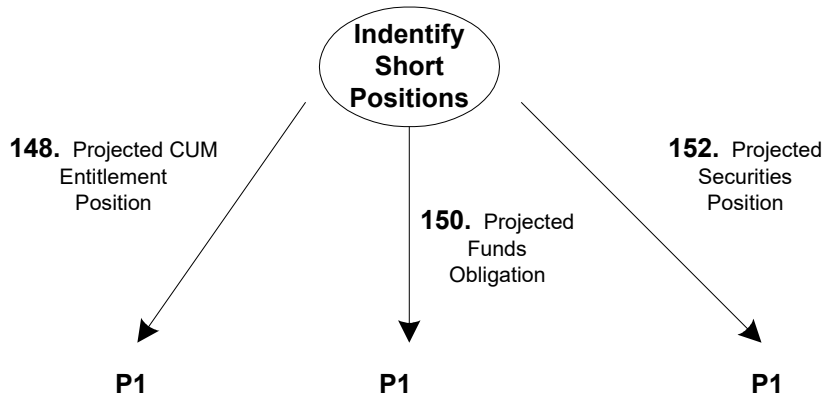 Indentify
Short
Positions
148. Projected CUM
Entitlement
Position
150. Projected
Funds
Obligation
152. Projected
Securities
Position
P1
P1
P1